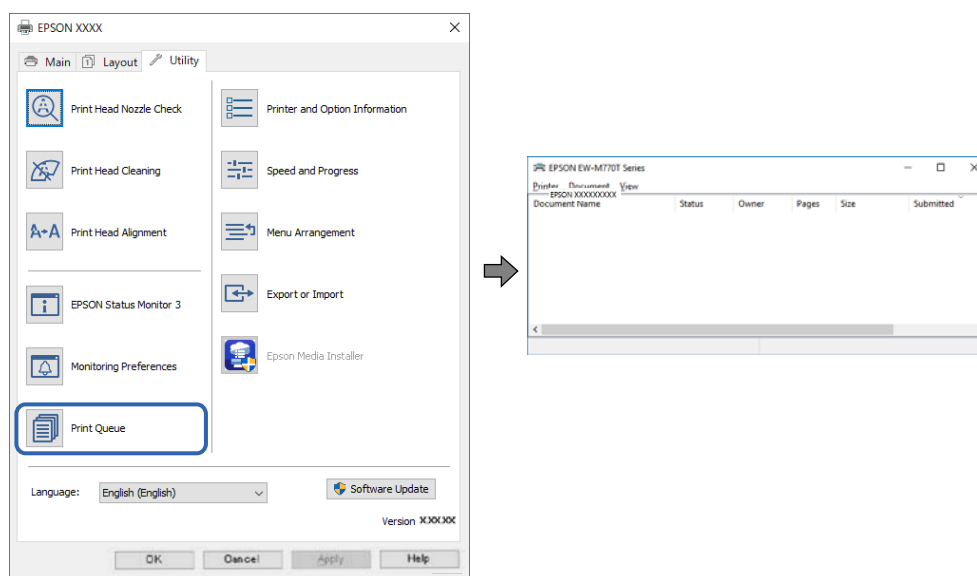 EPSON XXXX
Main
Layout
Utility
Print Head Nozzle Check
Print Head Cleaning
Print Head Alignment
EPSON Status Monitor 3
Monitoring Preferences
Print Queue
Printer and Option Information
Speed and Progress
Menu Arrangement
Export or Import
Epson Media Installer
Language: English (English)
Software Update
Version X.XX.XX
OK Cancel Apply Help
EPSON EW-M770T Series
Printer Document View
EPSON XXXXXXXXX
Document Name Status Owner Pages Size Submitted